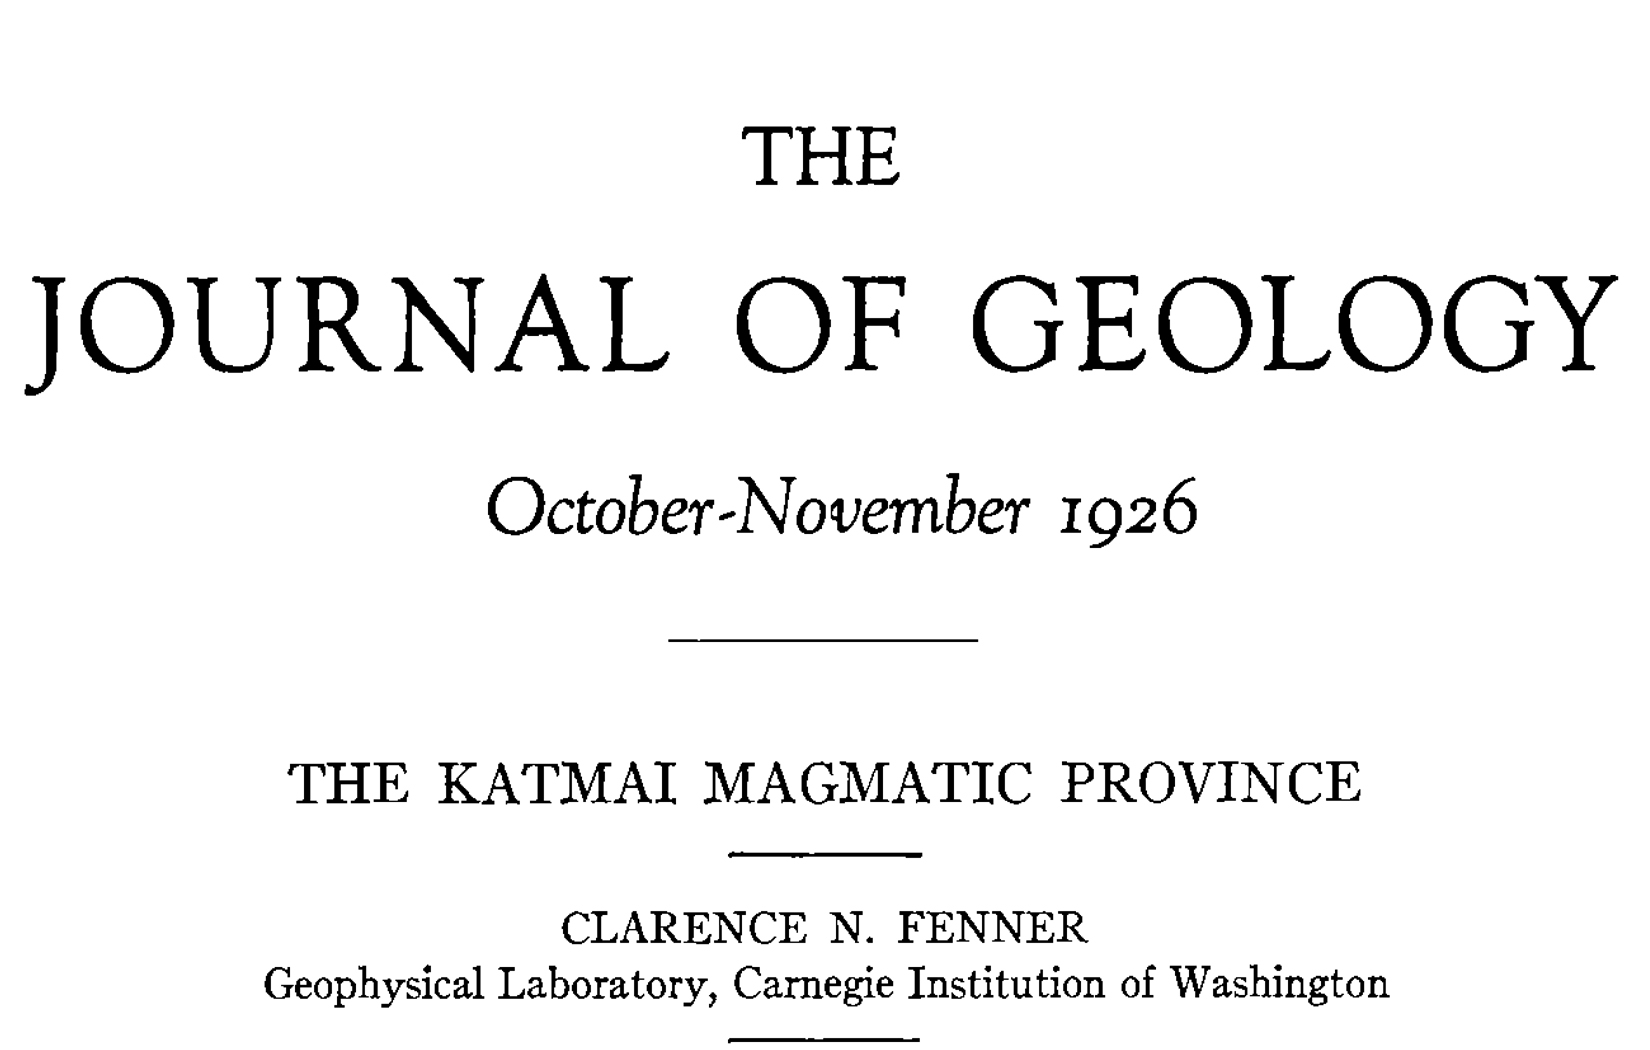 THE
JOURNAL OF GEOLOGY
October-November 1926
THE KATMAI MAGMATIC PROVINCE
CLARENCE N. FENNER
Geophysical Laboratory, Carnegie Institution of Washington